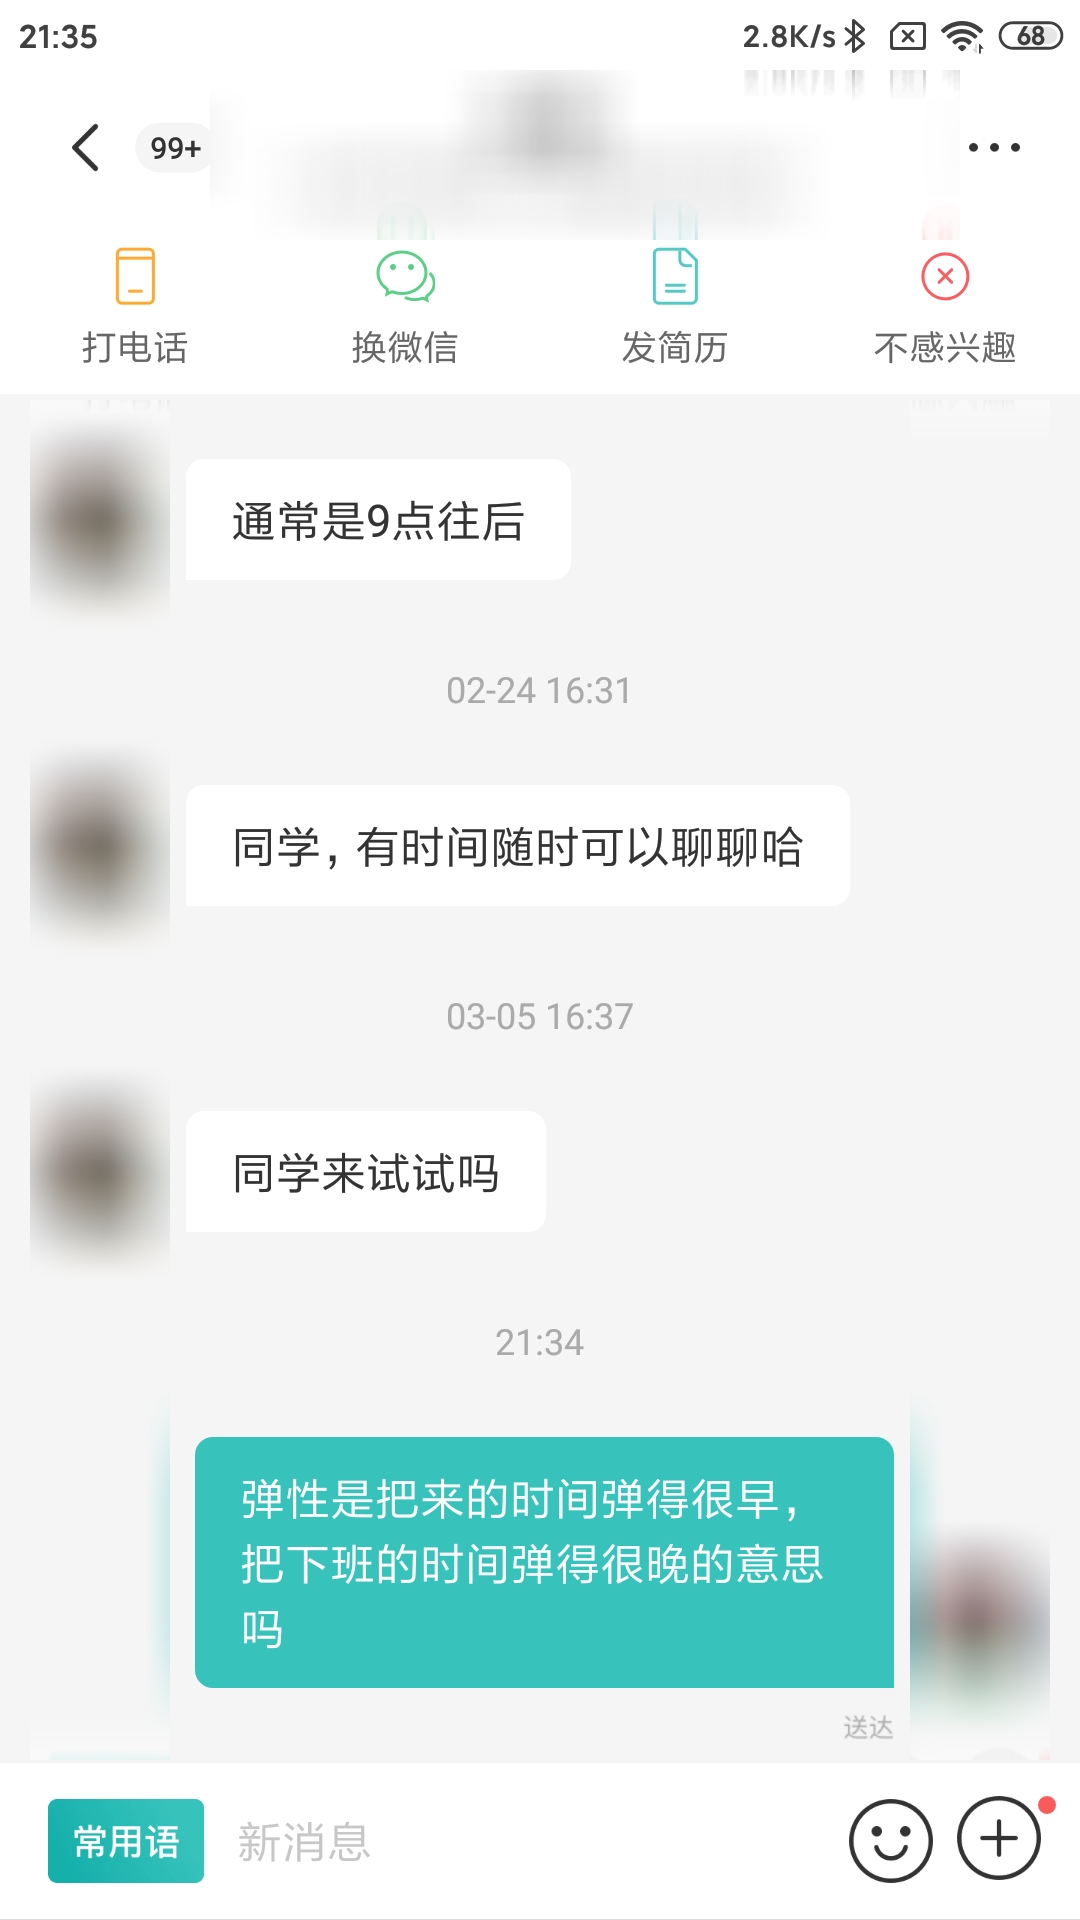 21:35
2.8K/s
68
99+
打电话
换微信
发简历
不感兴趣
通常是9点往后
02-24 16:31
同学，有时间随时可以聊聊哈
03-05 16:37
同学来试试吗
21:34
弹性是把来的时间弹得很早，
把下班的时间弹得很晚的意思
吗
送达
常用语
新消息